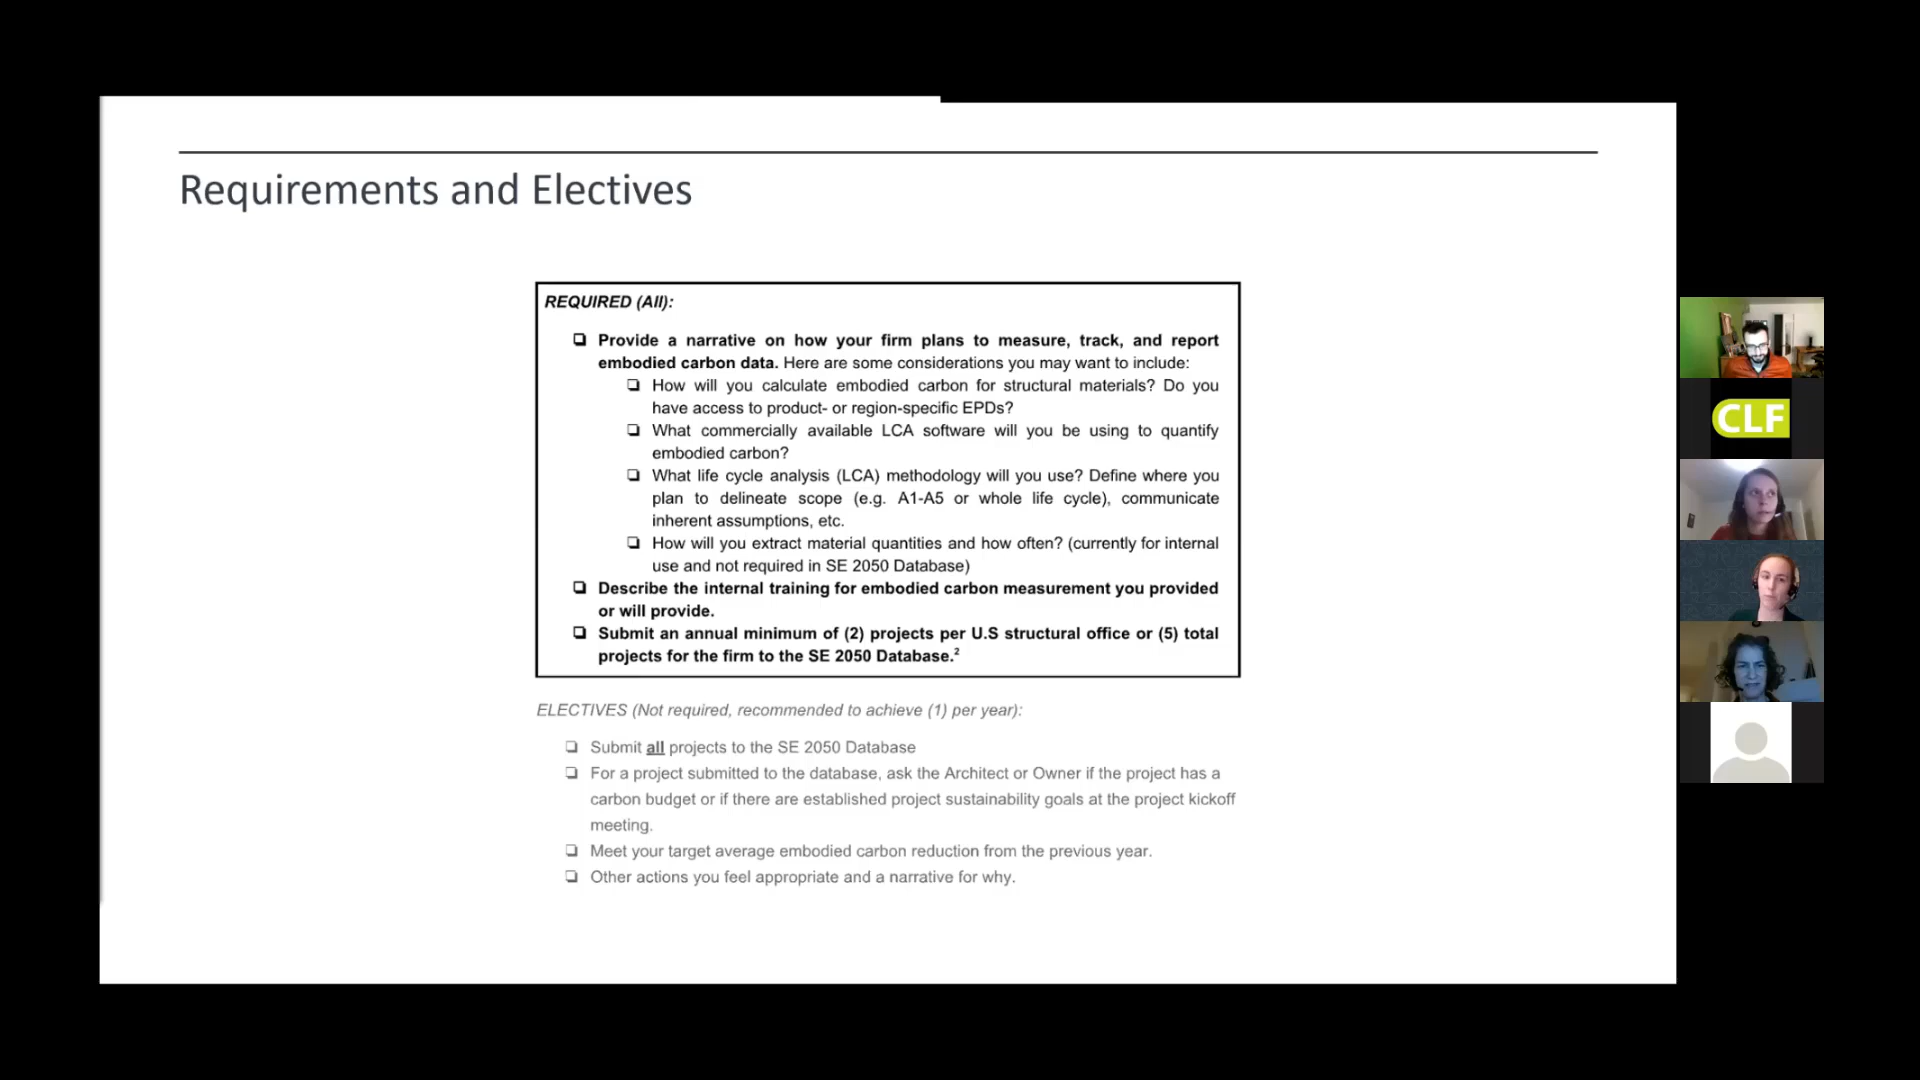 Requirements and Electives
REQUIRED (All):
❏ Provide a narrative on how your firm plans to measure, track, and report
embodied carbon data. Here are some considerations you may want to include:
❏ How will you calculate embodied carbon for structural materials? Do you
have access to product- or region-specific EPDs?
❏ What commercially available LCA software will you be using to quantify
embodied carbon?
❏ What life cycle analysis (LCA) methodology will you use? Define where you
plan to delineate scope (e.g. A1-A5 or whole life cycle), communicate
inherent assumptions, etc.
❏ How will you extract material quantities and how often? (currently for internal
use and not required in SE 2050 Database)
❏ Describe the internal training for embodied carbon measurement you provided
or will provide.
❏ Submit an annual minimum of (2) projects per U.S structural office or (5) total
projects for the firm to the SE 2050 Database.²
ELECTIVES (Not required, recommended to achieve (1) per year):
❏ Submit all projects to the SE 2050 Database
❏ For a project submitted to the database, ask the Architect or Owner if the project has a
carbon budget or if there are established project sustainability goals at the project kickoff
meeting.
❏ Meet your target average embodied carbon reduction from the previous year.
❏ Other actions you feel appropriate and a narrative for why.
CLF